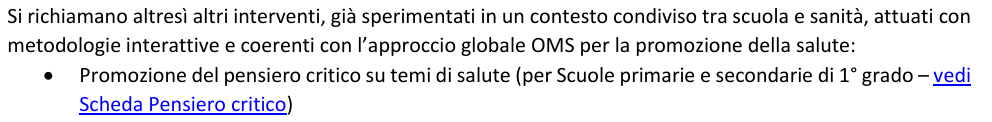 Si richiamano altresì altri interventi, già sperimentati in un contesto condiviso tra scuola e sanità, attuati con
metodologie interattive e coerenti con l'approccio globale OMS per la promozione della salute:
• Promozione del pensiero critico su temi di salute (per Scuole primarie e secondarie di 1° grado – vedi
Scheda Pensiero critico)